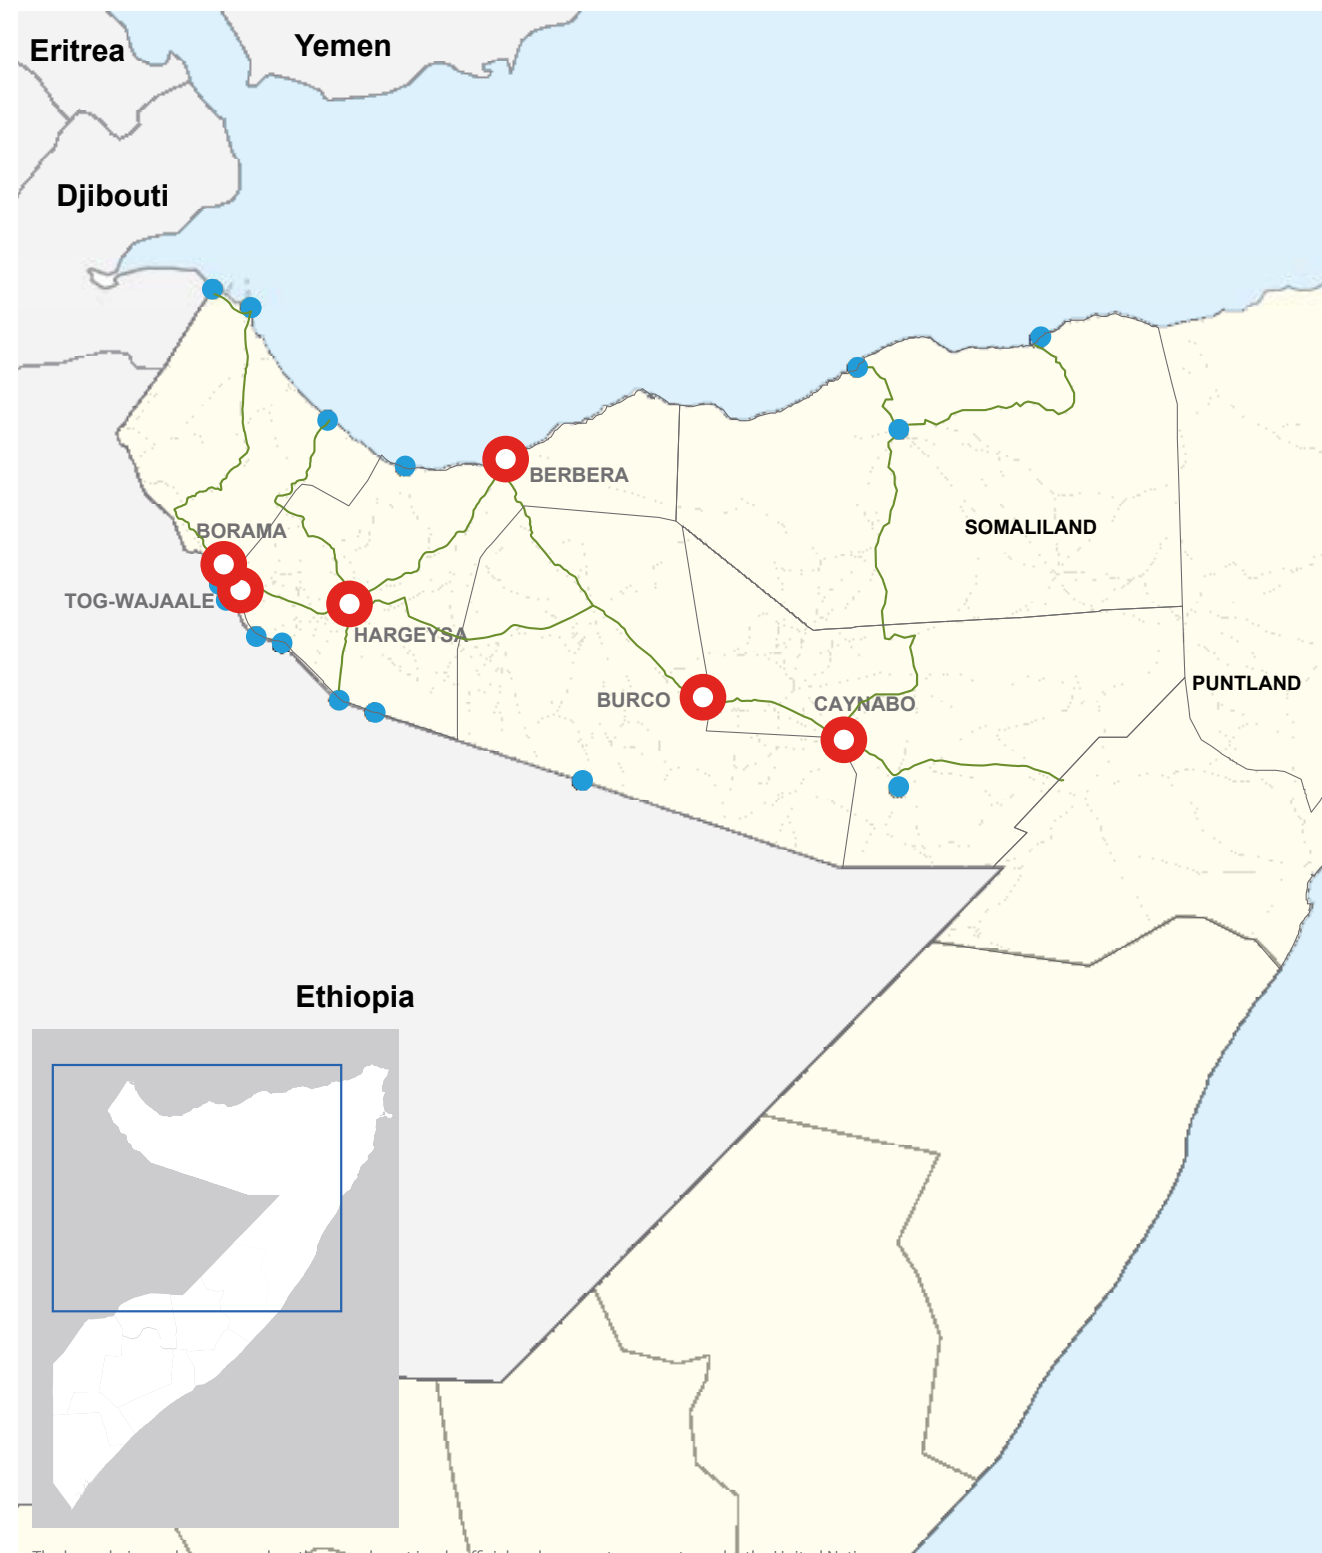 Eritrea
Yemen
Djibouti
BERBERA
BORAMA
SOMALILAND
TOG-WAJAALE
HARGEYSA
PUNTLAND
BURCO
CAYNABO
Ethiopia